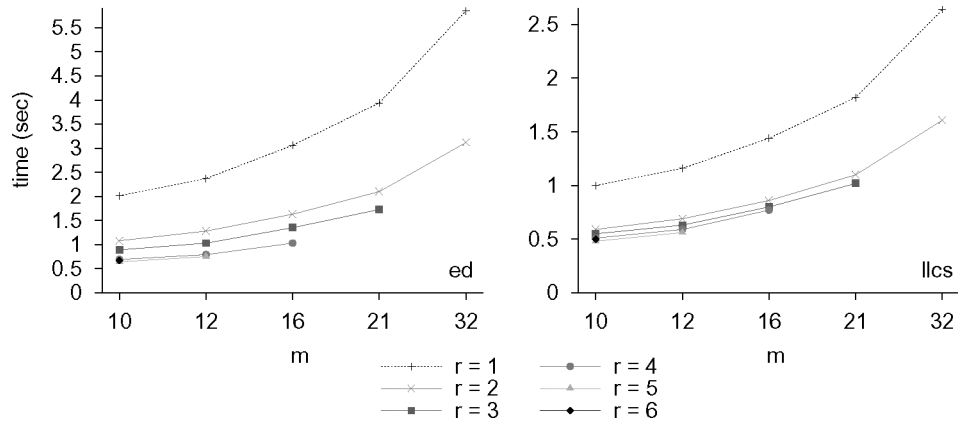 5.5
5
4.5
4
3.5
3
2.5
2
1.5
1
0.5
0
time (sec)
10 12 16 21 32
m
ed
2.5
2
1.5
1
0.5
0
10 12 16 21 32
m
llcs
r = 1
r = 2
r = 3
r = 4
r = 5
r = 6